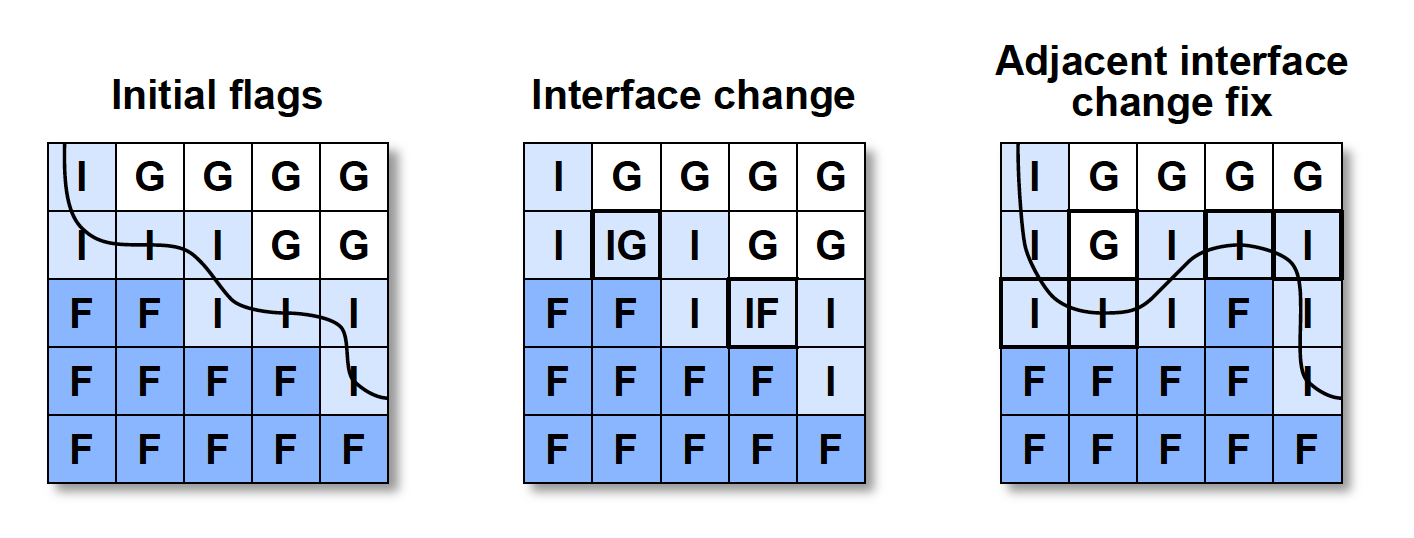 Initial flags
I G G G G
I I I G G
F F I I I
F F F F I
F F F F F
Interface change
I G G G G
I IG I G G
F F I IF I
F F F F I
F F F F F
Adjacent interface
change fix
I G G G G
I G I I I
I I I F I
F F F F I
F F F F F